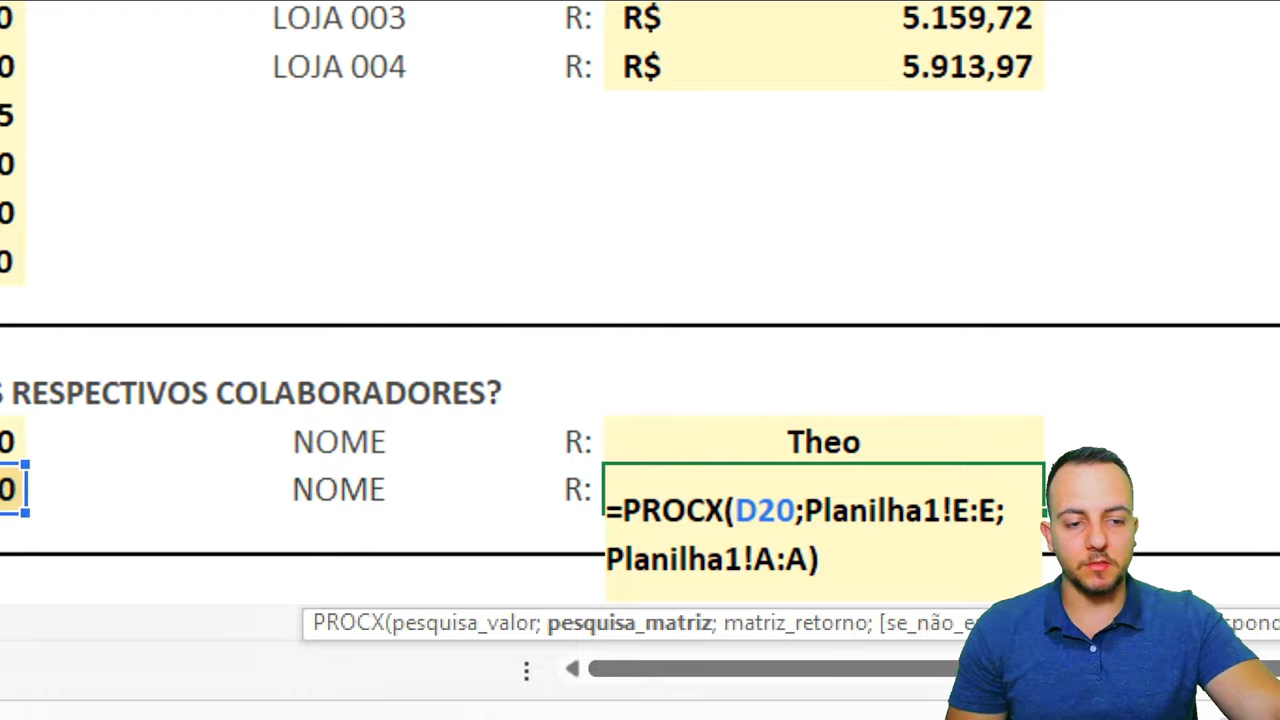 0 LOJA 003 R: R$ 5.159,72
0 LOJA 004 R: R$ 5.913,97
5
0
0
0
S RESPECTIVOS COLABORADORES?
0 NOME R: Theo
0 NOME R:
=PROCX(D20;Planilha1!E:E;
Planilha1!A:A)
PROCX(pesquisa_valor; pesquisa_matriz; matriz_retorno; [se_não_e